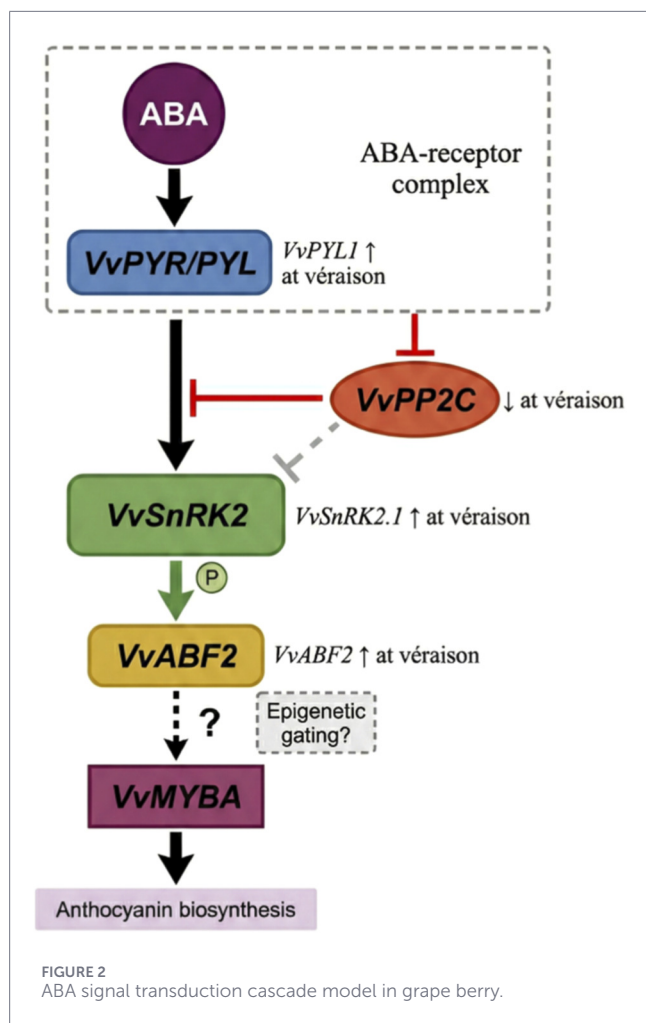 ABA
ABA-receptor
complex
VvPYR/PYL
VvPYL1 ↑
at véraison
VvPP2C
↓ at véraison
VvSnRK2
VvSnRK2.1 ↑ at véraison
P
VvABF2
VvABF2 ↑ at véraison
?
Epigenetic
gating?
VvMYBA
Anthocyanin biosynthesis
FIGURE 2
ABA signal transduction cascade model in grape berry.